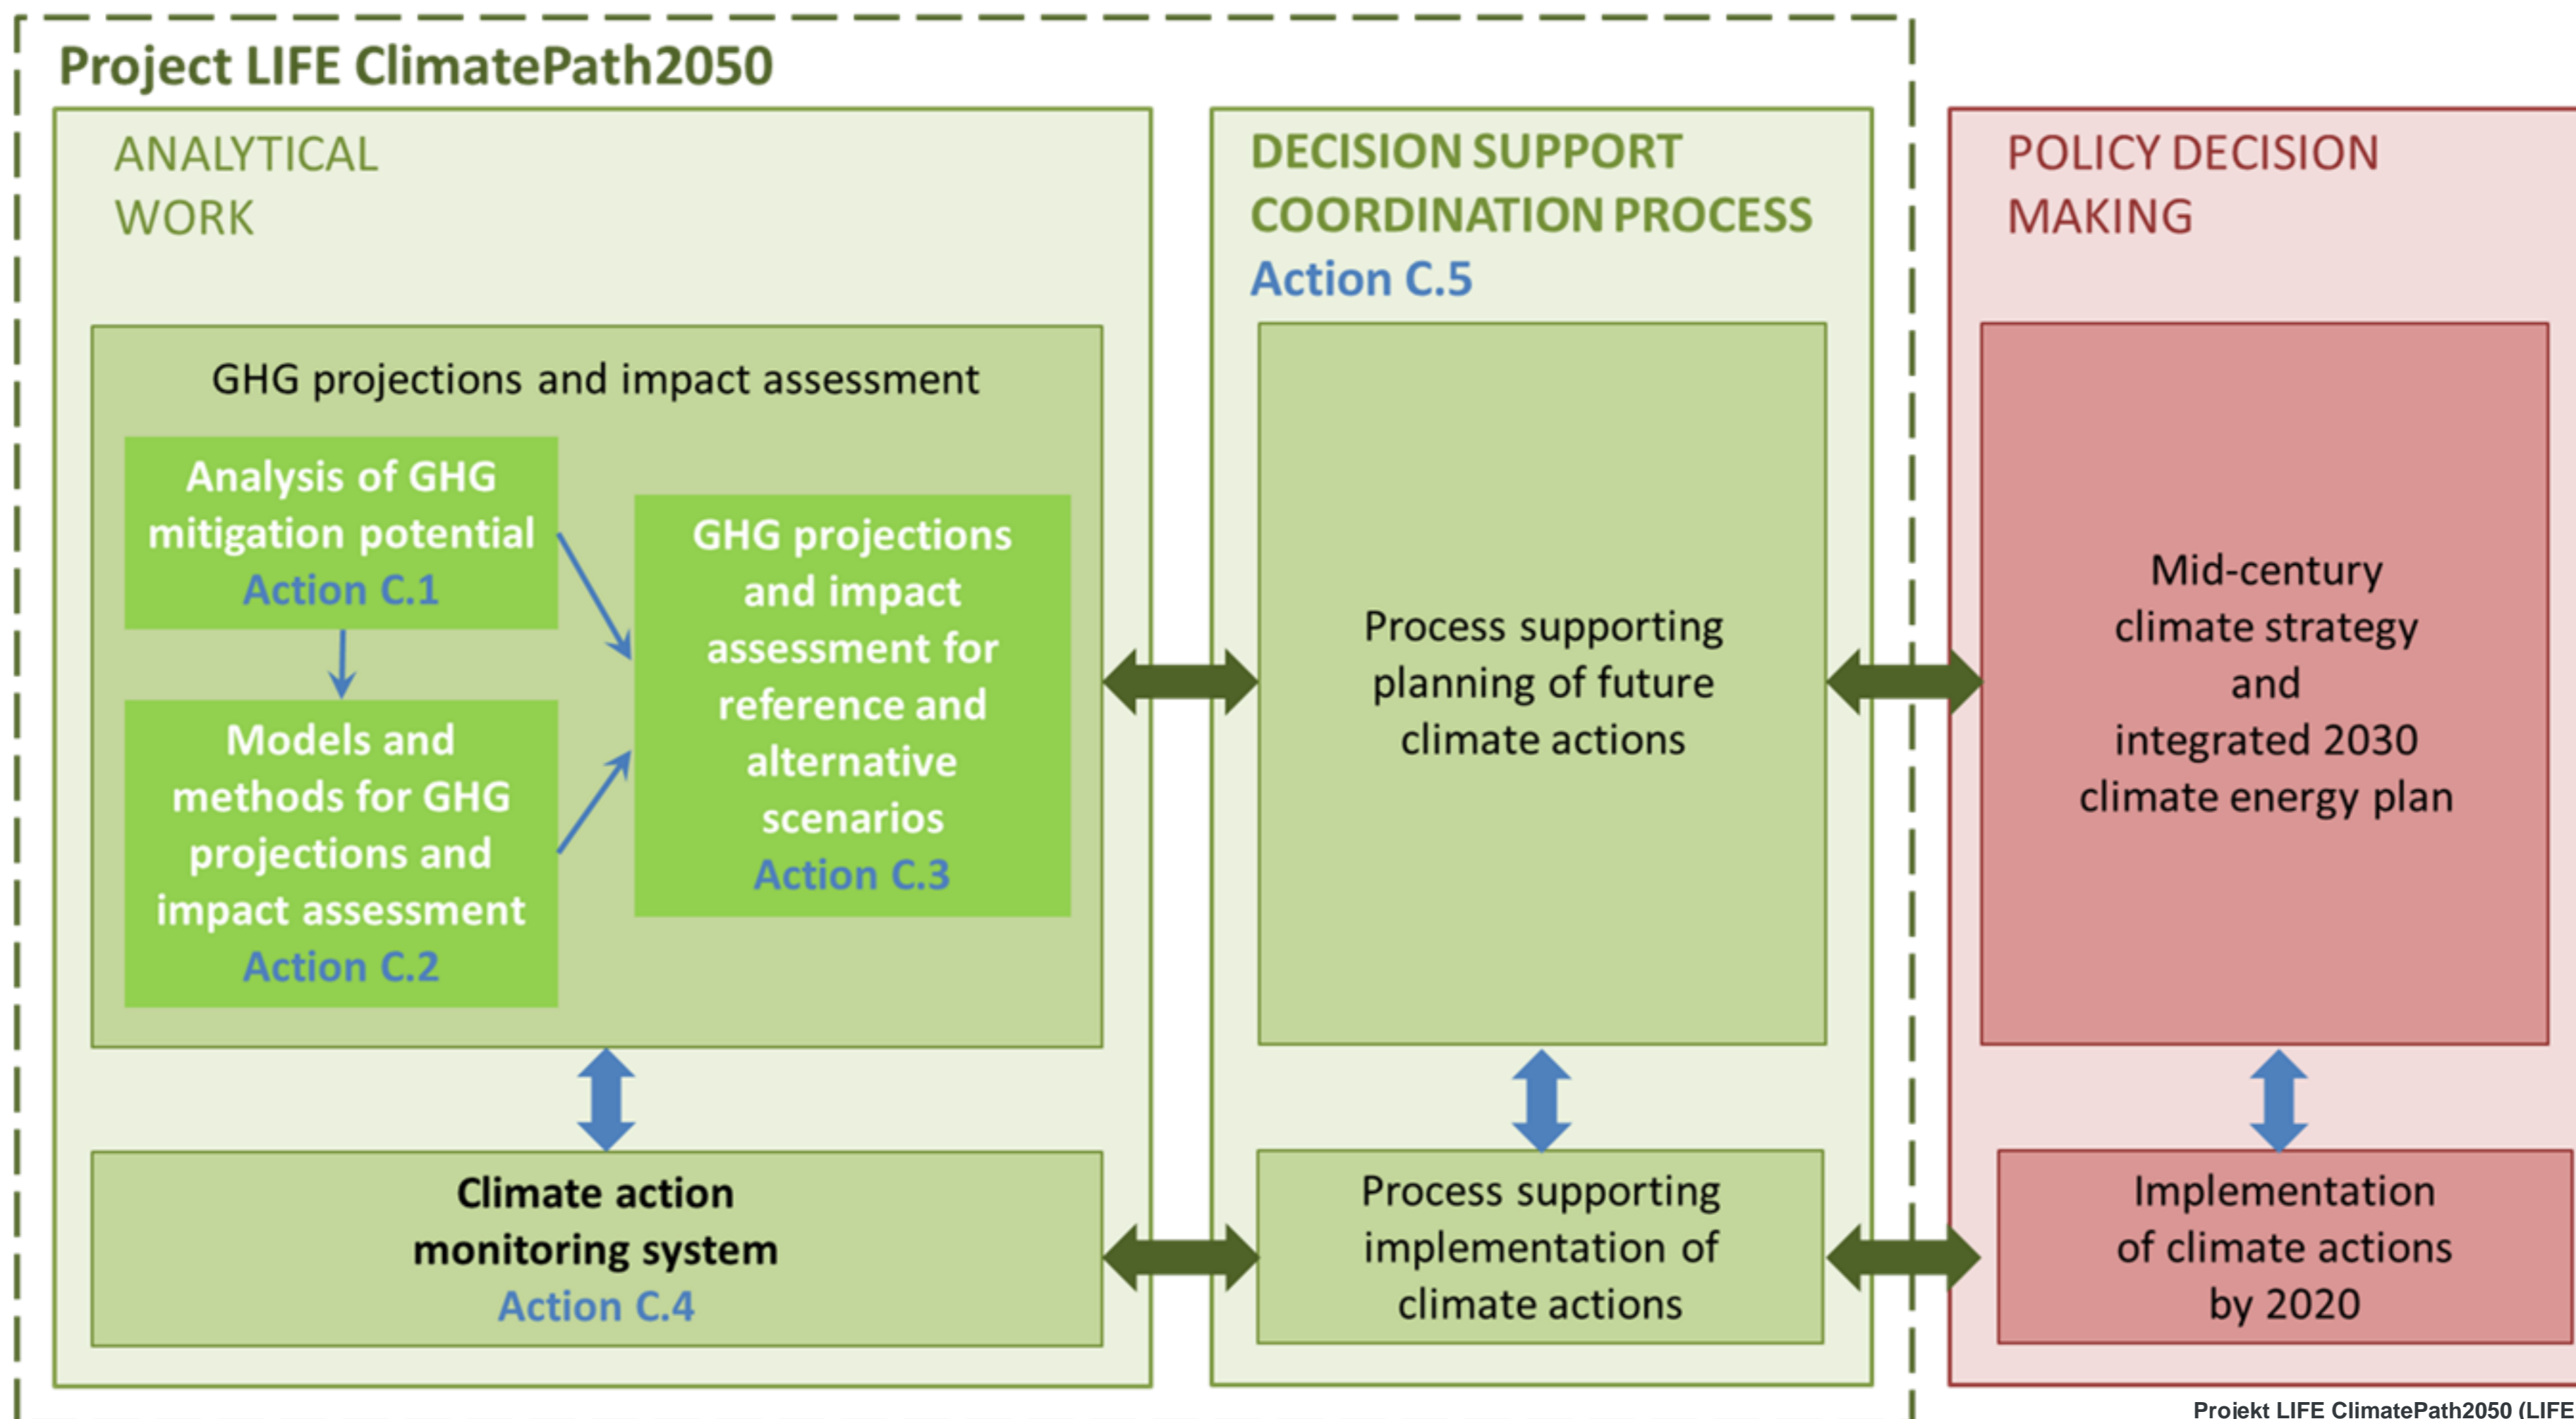 Project LIFE ClimatePath2050
ANALYTICAL
WORK
GHG projections and impact assessment
Analysis of GHG
mitigation potential
Action C.1
Models and
methods for GHG
projections and
impact assessment
Action C.2
GHG projections
and impact
assessment for
reference and
alternative
scenarios
Action C.3
Climate action
monitoring system
Action C.4
DECISION SUPPORT
COORDINATION PROCESS
Action C.5
Process supporting
planning of future
climate actions
Process supporting
implementation of
climate actions
POLICY DECISION
MAKING
Mid-century
climate strategy
and
integrated 2030
climate energy plan
Implementation
of climate actions
by 2020
Projekt LIFE ClimatePath2050 (LIFE